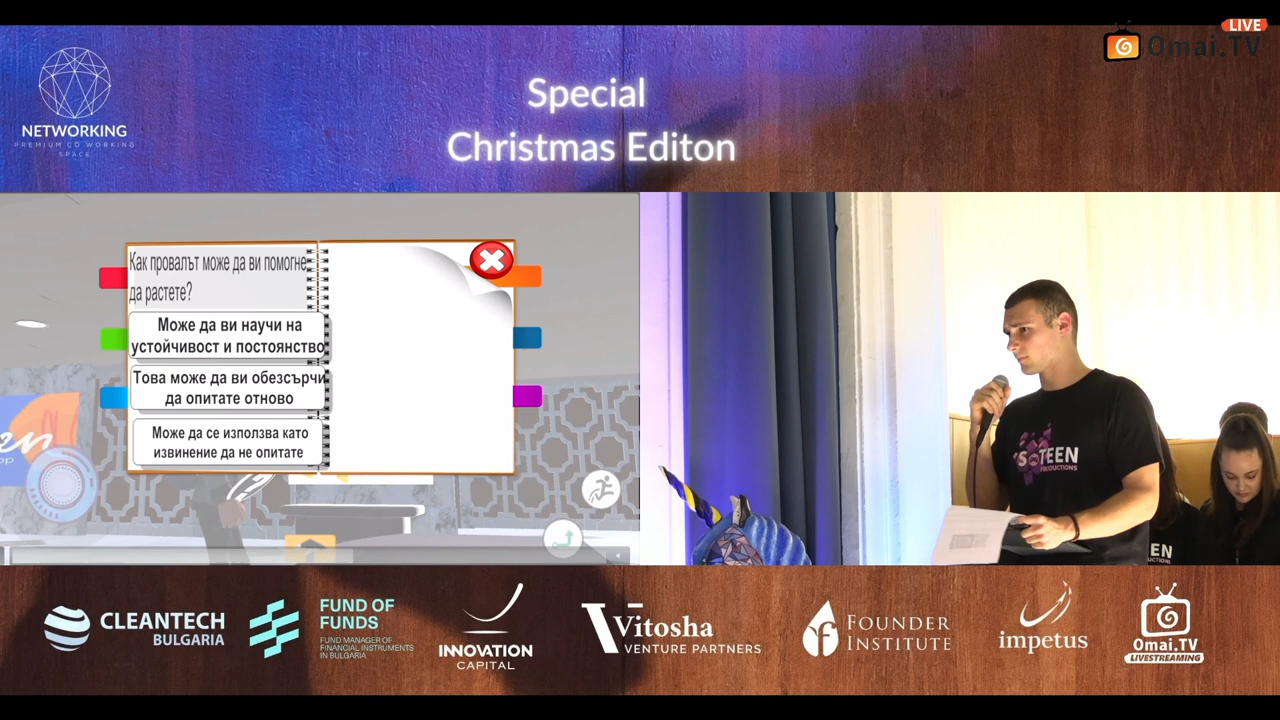 LIVE
Omai.TV
NETWORKING
PREMIUM CO WORKING
SPACE
Special
Christmas Editon
Как провалът може да ви помогне
да растете?
Може да ви научи на
устойчивост и постоянство
Това може да ви обезсърчи
да опитате отново
Може да се използва като
извинение да не опитате
TEEN
PRODUCTIONS
EN
UCTIONS
CLEANTECH
BULGARIA
FUND OF
FUNDS
FUND MANAGER OF
FINANCIAL INSTRUMENTS
IN BULGARIA
INNOVATION
CAPITAL
Vitosha
VENTURE PARTNERS
FOUNDER
INSTITUTE
impetus
Omai.TV
LIVESTREAMING